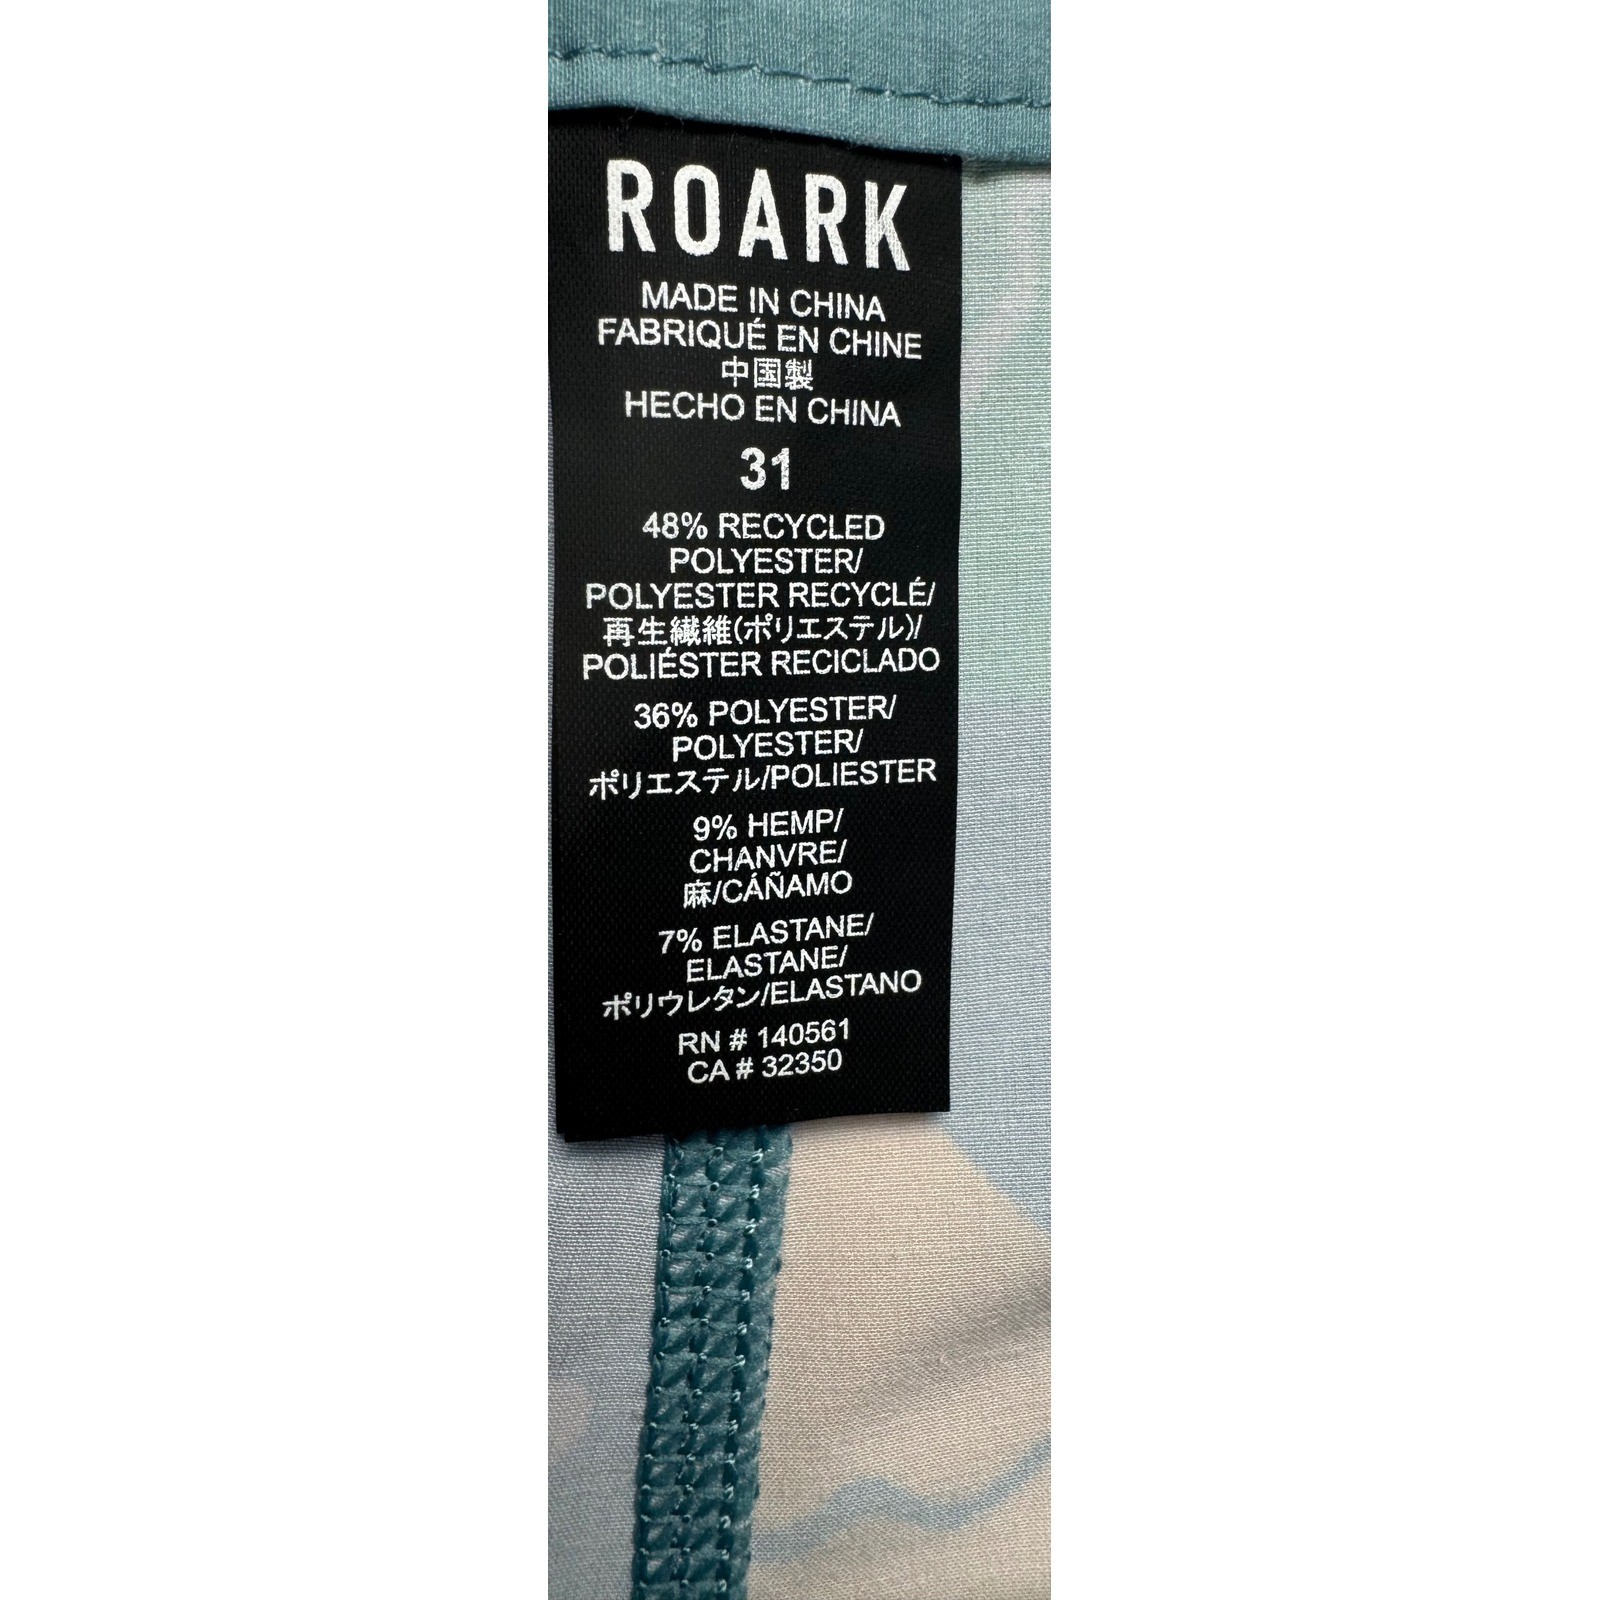 ROARK
MADE IN CHINA
FABRIQUÉ EN CHINE
中国製
HECHO EN CHINA
31
48% RECYCLED
POLYESTER/
POLYESTER RECYCLÉ/
再生繊維(ポリエステル)/
POLIÉSTER RECICLADO
36% POLYESTER/
POLYESTER/
ポリエステル/POLIESTER
9% HEMP/
CHANVRE/
麻/CÁÑAMO
7% ELASTANE/
ELASTANE/
ポリウレタン/ELASTANO
RN # 140561
CA # 32350